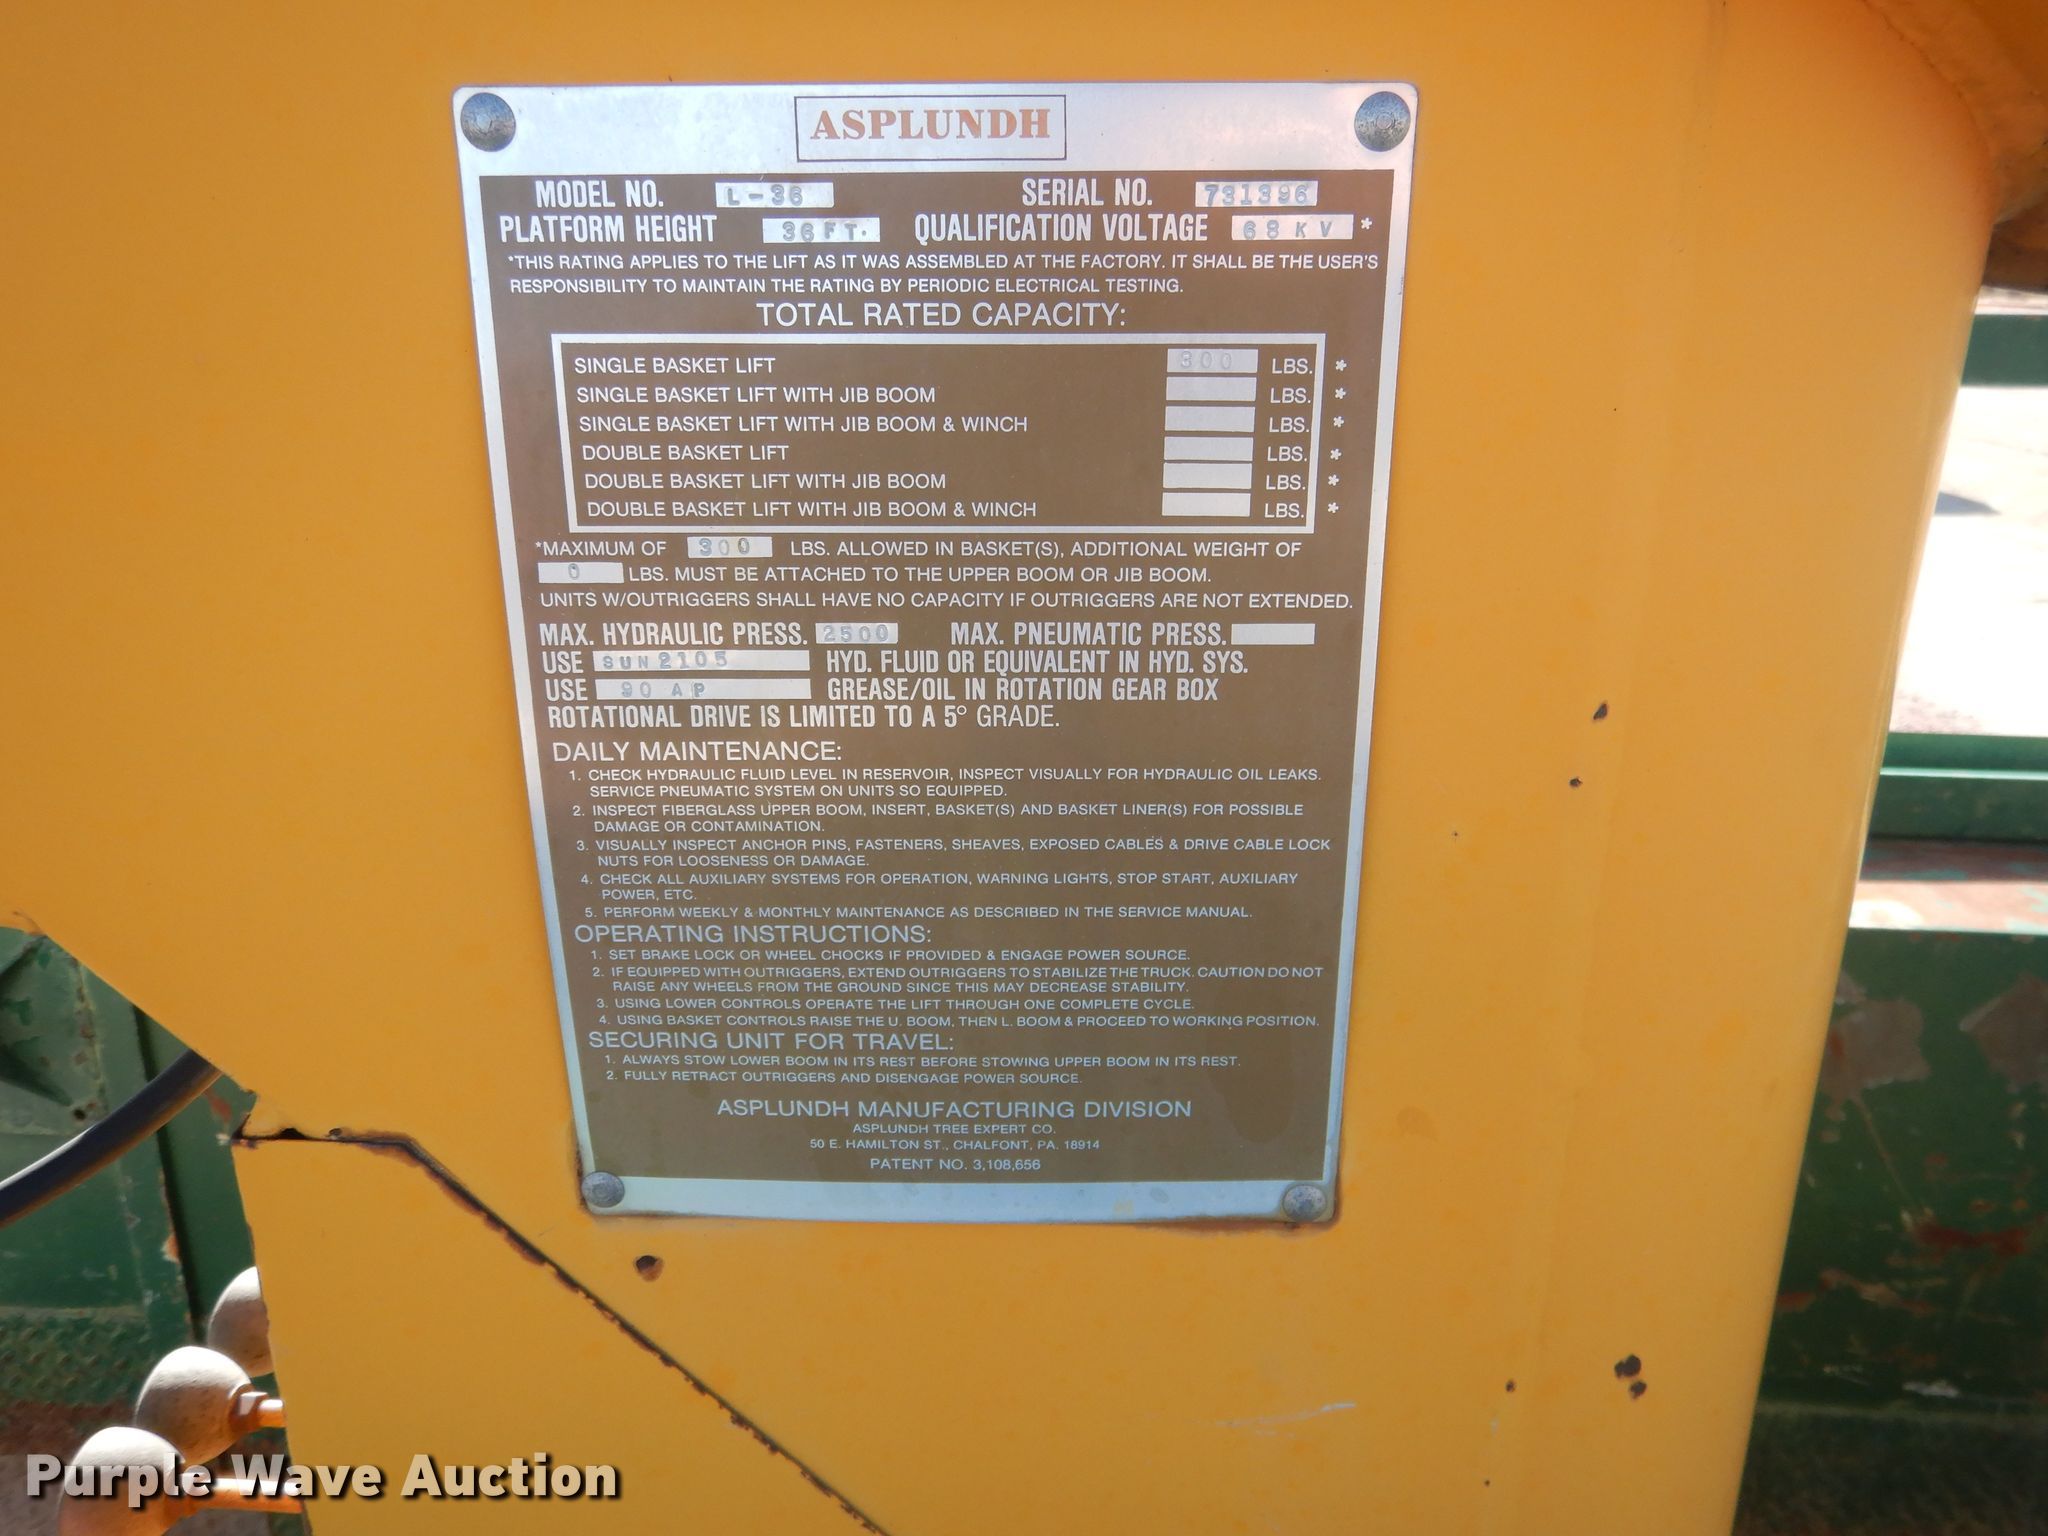 ASPLUNDH
MODEL NO. L-36 SERIAL NO. 731396
PLATFORM HEIGHT 36FT. QUALIFICATION VOLTAGE 68KV *
*THIS RATING APPLIES TO THE LIFT AS IT WAS ASSEMBLED AT THE FACTORY. IT SHALL BE THE USER'S
RESPONSIBILITY TO MAINTAIN THE RATING BY PERIODIC ELECTRICAL TESTING.
TOTAL RATED CAPACITY:
SINGLE BASKET LIFT 300 LBS. *
SINGLE BASKET LIFT WITH JIB BOOM LBS. *
SINGLE BASKET LIFT WITH JIB BOOM & WINCH LBS. *
DOUBLE BASKET LIFT LBS. *
DOUBLE BASKET LIFT WITH JIB BOOM LBS. *
DOUBLE BASKET LIFT WITH JIB BOOM & WINCH LBS. *
*MAXIMUM OF 300 LBS. ALLOWED IN BASKET(S), ADDITIONAL WEIGHT OF
0 LBS. MUST BE ATTACHED TO THE UPPER BOOM OR JIB BOOM.
UNITS W/OUTRIGGERS SHALL HAVE NO CAPACITY IF OUTRIGGERS ARE NOT EXTENDED.
MAX. HYDRAULIC PRESS. 2500 MAX. PNEUMATIC PRESS.
USE SUN2105 HYD. FLUID OR EQUIVALENT IN HYD. SYS.
USE 90 AP GREASE/OIL IN ROTATION GEAR BOX
ROTATIONAL DRIVE IS LIMITED TO A 5° GRADE.
DAILY MAINTENANCE:
1. CHECK HYDRAULIC FLUID LEVEL IN RESERVOIR, INSPECT VISUALLY FOR HYDRAULIC OIL LEAKS.
SERVICE PNEUMATIC SYSTEM ON UNITS SO EQUIPPED.
2. INSPECT FIBERGLASS UPPER BOOM, INSERT, BASKET(S) AND BASKET LINER(S) FOR POSSIBLE
DAMAGE OR CONTAMINATION.
3. VISUALLY INSPECT ANCHOR PINS, FASTENERS, SHEAVES, EXPOSED CABLES & DRIVE CABLE LOCK
NUTS FOR LOOSENESS OR DAMAGE.
4. CHECK ALL AUXILIARY SYSTEMS FOR OPERATION, WARNING LIGHTS, STOP START, AUXILIARY
POWER, ETC.
5. PERFORM WEEKLY & MONTHLY MAINTENANCE AS DESCRIBED IN THE SERVICE MANUAL.
OPERATING INSTRUCTIONS:
1. SET BRAKE LOCK OR WHEEL CHOCKS IF PROVIDED & ENGAGE POWER SOURCE.
2. IF EQUIPPED WITH OUTRIGGERS, EXTEND OUTRIGGERS TO STABILIZE THE TRUCK. CAUTION DO NOT
RAISE ANY WHEELS FROM THE GROUND SINCE THIS MAY DECREASE STABILITY.
3. USING LOWER CONTROLS OPERATE THE LIFT THROUGH ONE COMPLETE CYCLE.
4. USING BASKET CONTROLS RAISE THE U. BOOM, THEN L. BOOM & PROCEED TO WORKING POSITION.
SECURING UNIT FOR TRAVEL:
1. ALWAYS STOW LOWER BOOM IN ITS REST BEFORE STOWING UPPER BOOM IN ITS REST.
2. FULLY RETRACT OUTRIGGERS AND DISENGAGE POWER SOURCE.
ASPLUNDH MANUFACTURING DIVISION
ASPLUNDH TREE EXPERT CO.
50 E. HAMILTON ST., CHALFONT, PA. 18914
PATENT NO. 3,108,656
Purple Wave Auction